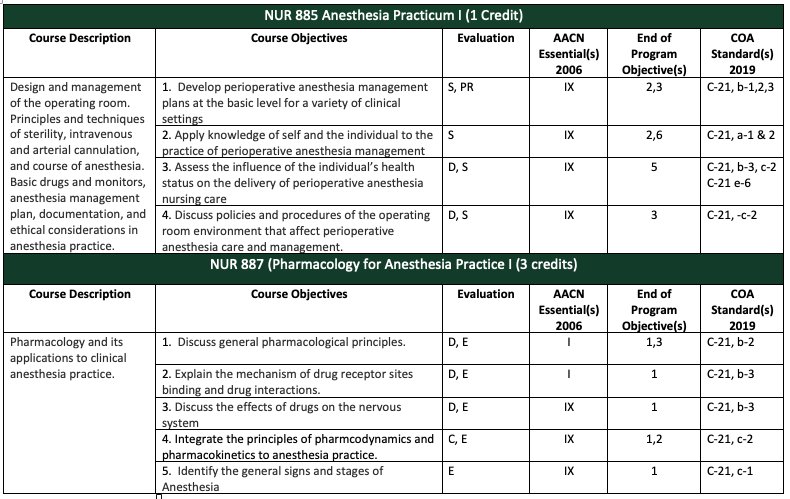 NUR 885 Anesthesia Practicum I (1 Credit)
Course Description
Course Objectives
Evaluation
AACN
Essential(s)
2006
End of
Program
Objective(s)
COA
Standard(s)
2019
Design and management
of the operating room.
Principles and techniques
of sterility, intravenous
and arterial cannulation,
and course of anesthesia.
Basic drugs and monitors,
anesthesia management
plan, documentation, and
ethical considerations in
anesthesia practice.
1. Develop perioperative anesthesia management
plans at the basic level for a variety of clinical
settings
S, PR
IX
2,3
C-21, b-1,2,3
2. Apply knowledge of self and the individual to the
practice of perioperative anesthesia management
S
IX
2,6
C-21, a-1 & 2
3. Assess the influence of the individual's health
status on the delivery of perioperative anesthesia
nursing care
D, S
IX
5
C-21, b-3, c-2
C-21 e-6
4. Discuss policies and procedures of the operating
room environment that affect perioperative
anesthesia care and management.
D, S
IX
3
C-21, -c-2
NUR 887 (Pharmacology for Anesthesia Practice I (3 credits)
Course Description
Course Objectives
Evaluation
AACN
Essential(s)
2006
End of
Program
Objective(s)
COA
Standard(s)
2019
Pharmacology and its
applications to clinical
anesthesia practice.
1. Discuss general pharmacological principles.
D, E
I
1,3
C-21, b-2
2. Explain the mechanism of drug receptor sites
binding and drug interactions.
D, E
I
1
C-21, b-3
3. Discuss the effects of drugs on the nervous
system
D, E
IX
1
C-21, b-3
4. Integrate the principles of pharmcodynamics and
pharmacokinetics to anesthesia practice.
C, E
IX
1,2
C-21, c-2
5. Identify the general signs and stages of
Anesthesia
E
IX
1
C-21, c-1